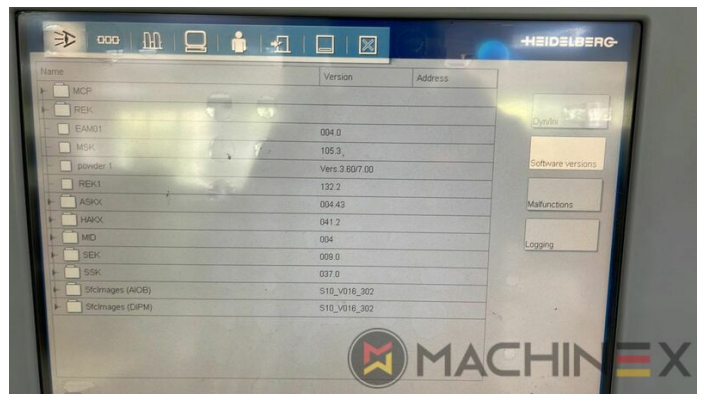 HEIDELBERG
Name Version Address
MCP
REK
EAM01 004.0
MSK 105.3
powder 1 Vers.3.60/7.00
REK1 132.2
ASKX 004.43
HAKX 041.2
MID 004
SEK 009.0
SSK 037.0
SfcImages (AIOB) S10_V016_302
SfcImages (DIPM) S10_V016_302
Dyn/Ini
Software versions
Malfunctions
Logging
MACHINEX